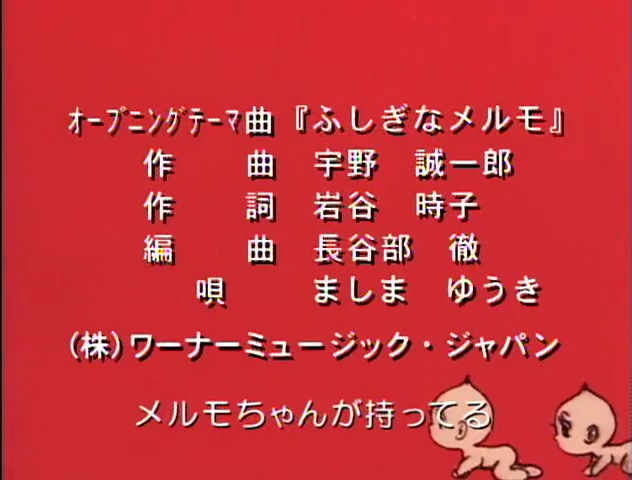 オープニングテーマ曲『ふしぎなメルモ』
作　曲　宇野　誠一郎
作　詞　岩谷　時子
編　曲　長谷部　徹
唄　ましま　ゆうき
(株)ワーナーミュージック・ジャパン
メルモちゃんが持ってる